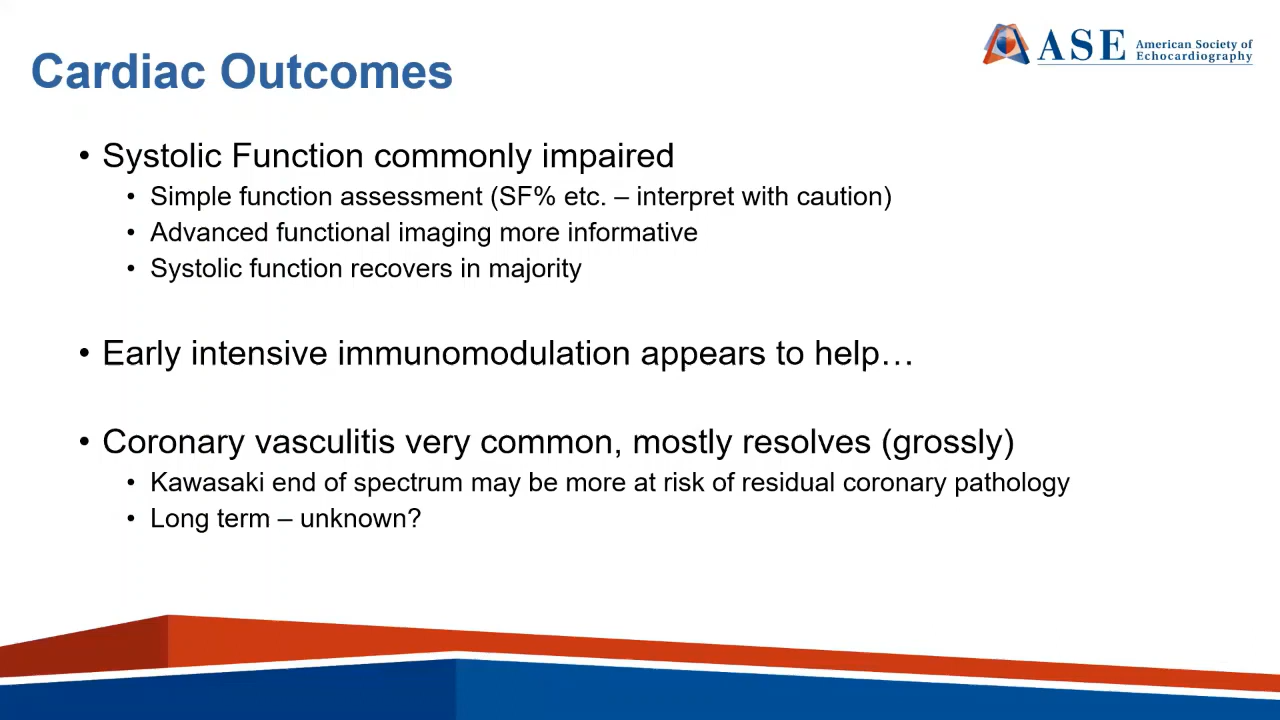 Cardiac Outcomes
ASE American Society of
Echocardiography
• Systolic Function commonly impaired
• Simple function assessment (SF% etc. – interpret with caution)
• Advanced functional imaging more informative
• Systolic function recovers in majority
• Early intensive immunomodulation appears to help…
• Coronary vasculitis very common, mostly resolves (grossly)
• Kawasaki end of spectrum may be more at risk of residual coronary pathology
• Long term – unknown?